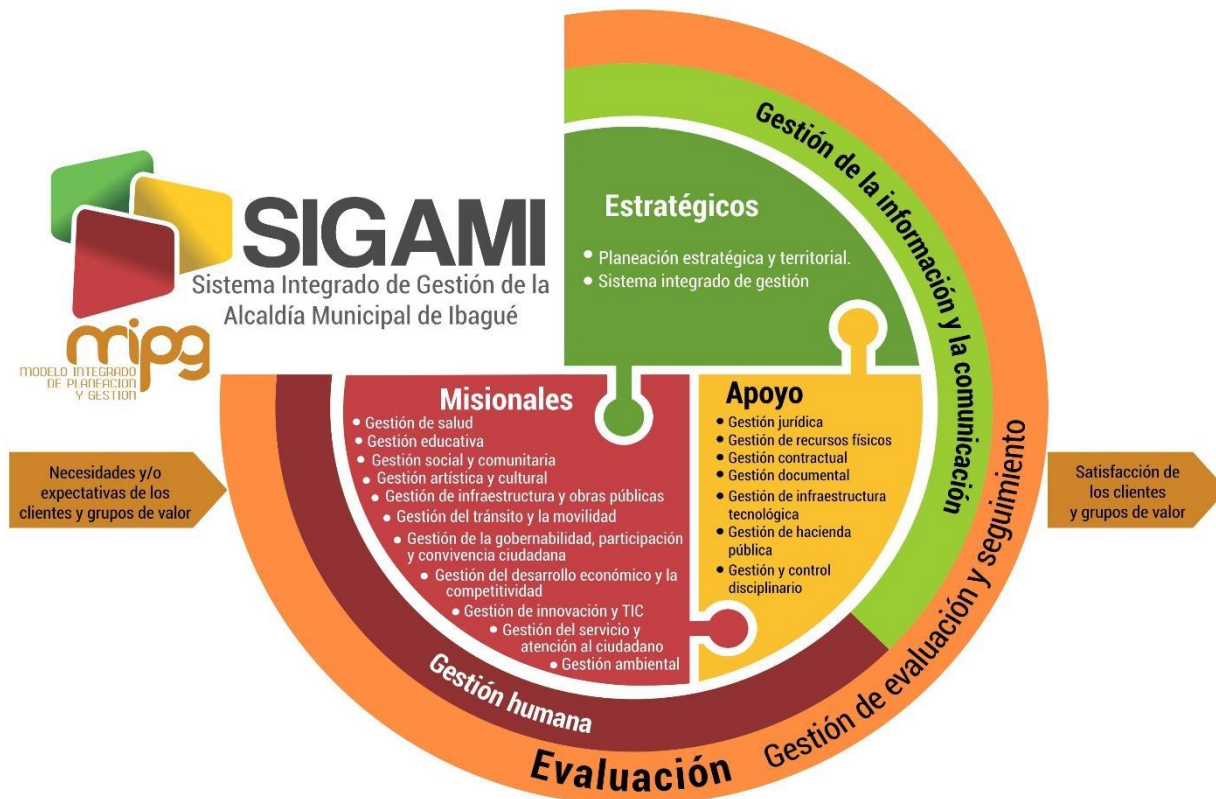 SIGAMI
Sistema Integrado de Gestión de la
Alcaldía Municipal de Ibagué
mipg
MODELO INTEGRADO
DE PLANEACION
Y GESTIÓN
Necesidades y/o
expectativas de los
clientes y grupos de valor
Estratégicos
• Planeación estratégica y territorial.
• Sistema integrado de gestión
Misionales
• Gestión de salud
• Gestión educativa
• Gestión social y comunitaria
• Gestión artística y cultural
• Gestión de infraestructura y obras públicas
• Gestión del tránsito y la movilidad
• Gestión de la gobernabilidad, participación
y convivencia ciudadana
• Gestión del desarrollo económico y la
competitividad
• Gestión de innovación y TIC
• Gestión del servicio y
atención al ciudadano
• Gestión ambiental
Apoyo
• Gestión jurídica
• Gestión de recursos físicos
• Gestión contractual
• Gestión documental
• Gestión de infraestructura
tecnológica
• Gestión de hacienda
pública
• Gestión y control
disciplinario
Gestión de la información y la comunicación
Gestión humana
Evaluación
Gestión de evaluación y seguimiento
Satisfacción de
los clientes
y grupos de valor